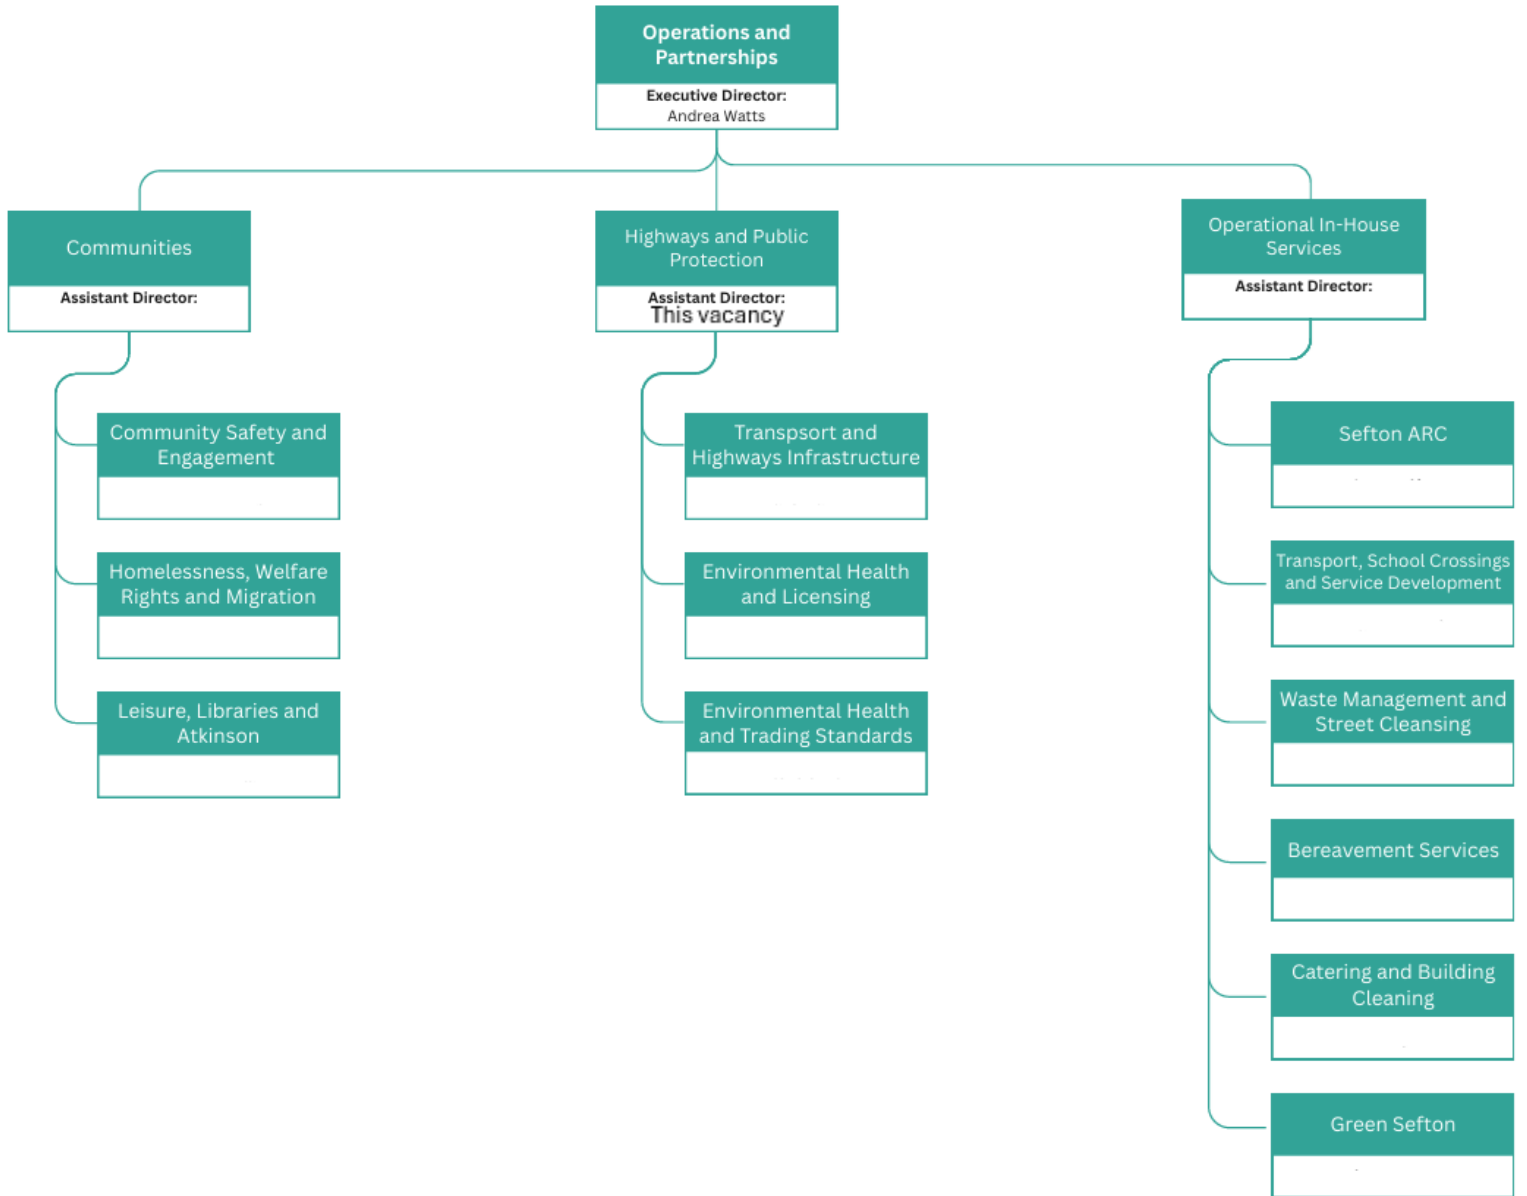 Operations and
Partnerships
Executive Director:
Andrea Watts
Communities
Assistant Director:
Highways and Public
Protection
Assistant Director:
This vacancy
Operational In-House
Services
Assistant Director:
Community Safety and
Engagement
Homelessness, Welfare
Rights and Migration
Leisure, Libraries and
Atkinson
Transpsort and
Highways Infrastructure
Environmental Health
and Licensing
Environmental Health
and Trading Standards
Sefton ARC
Transport, School Crossings
and Service Development
Waste Management and
Street Cleansing
Bereavement Services
Catering and Building
Cleaning
Green Sefton